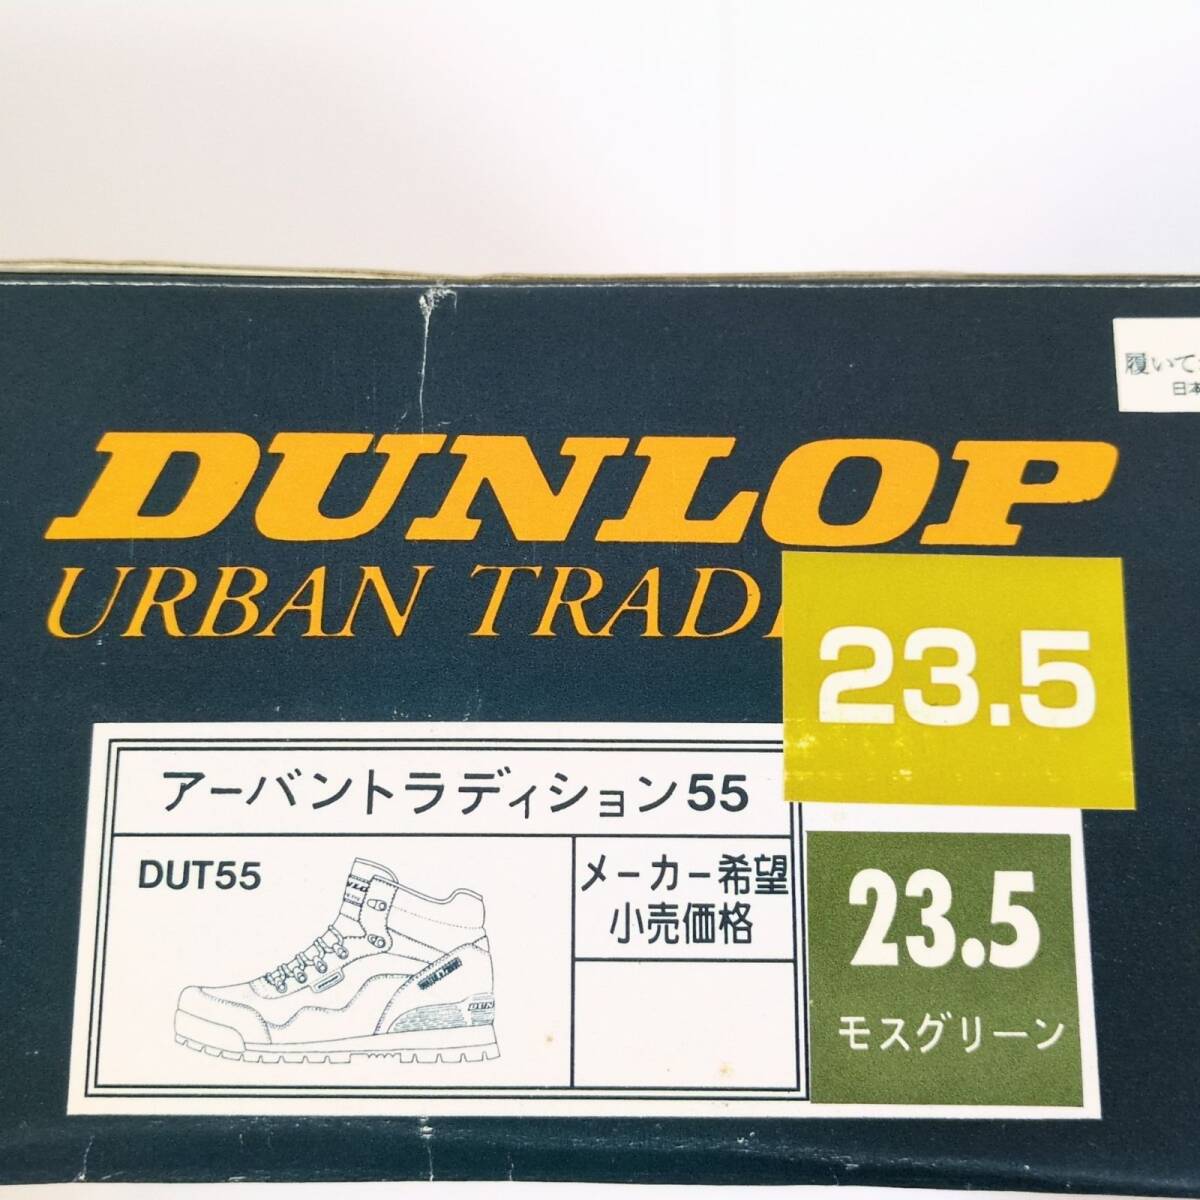 履いて
日本
DUNLOP
URBAN TRADI
23.5
アーバントラディション55
DUT55
メーカー希望
小売価格
23.5
モスグリーン